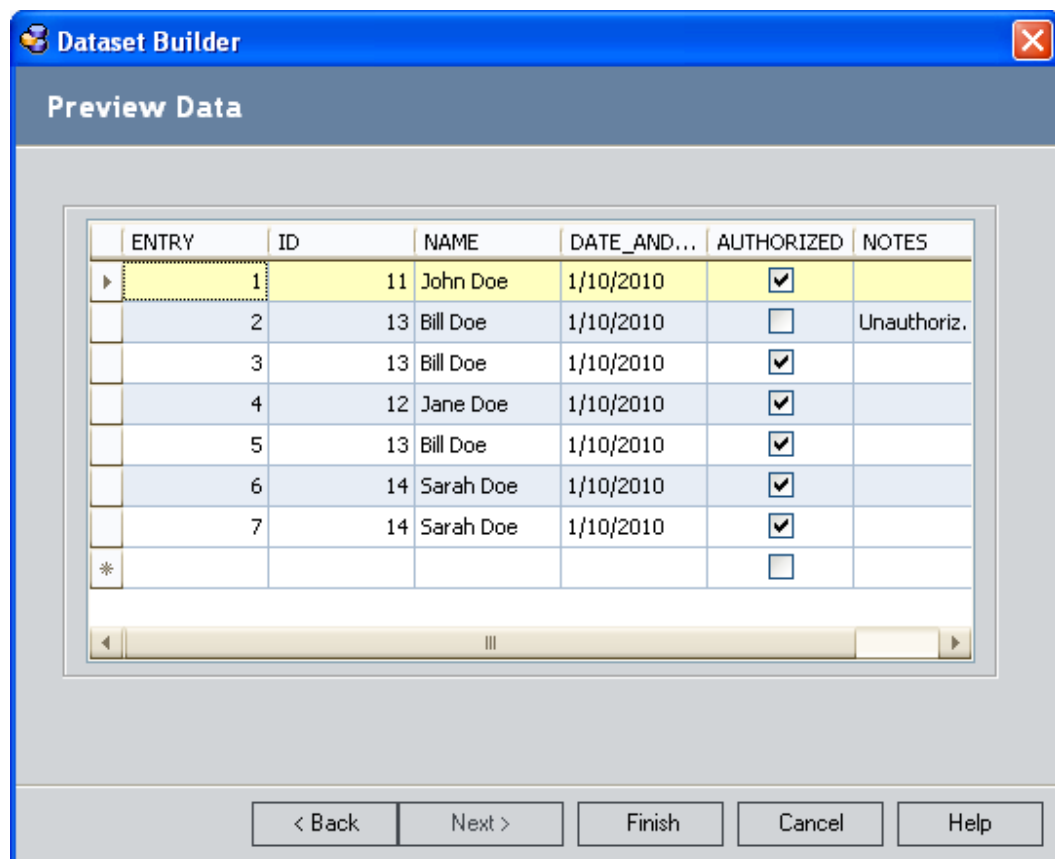 Dataset Builder
Preview Data
ENTRY ID NAME DATE_AND... AUTHORIZED NOTES
1 11 John Doe 1/10/2010
2 13 Bill Doe 1/10/2010 Unauthoriz.
3 13 Bill Doe 1/10/2010
4 12 Jane Doe 1/10/2010
5 13 Bill Doe 1/10/2010
6 14 Sarah Doe 1/10/2010
7 14 Sarah Doe 1/10/2010
< Back Next > Finish Cancel Help